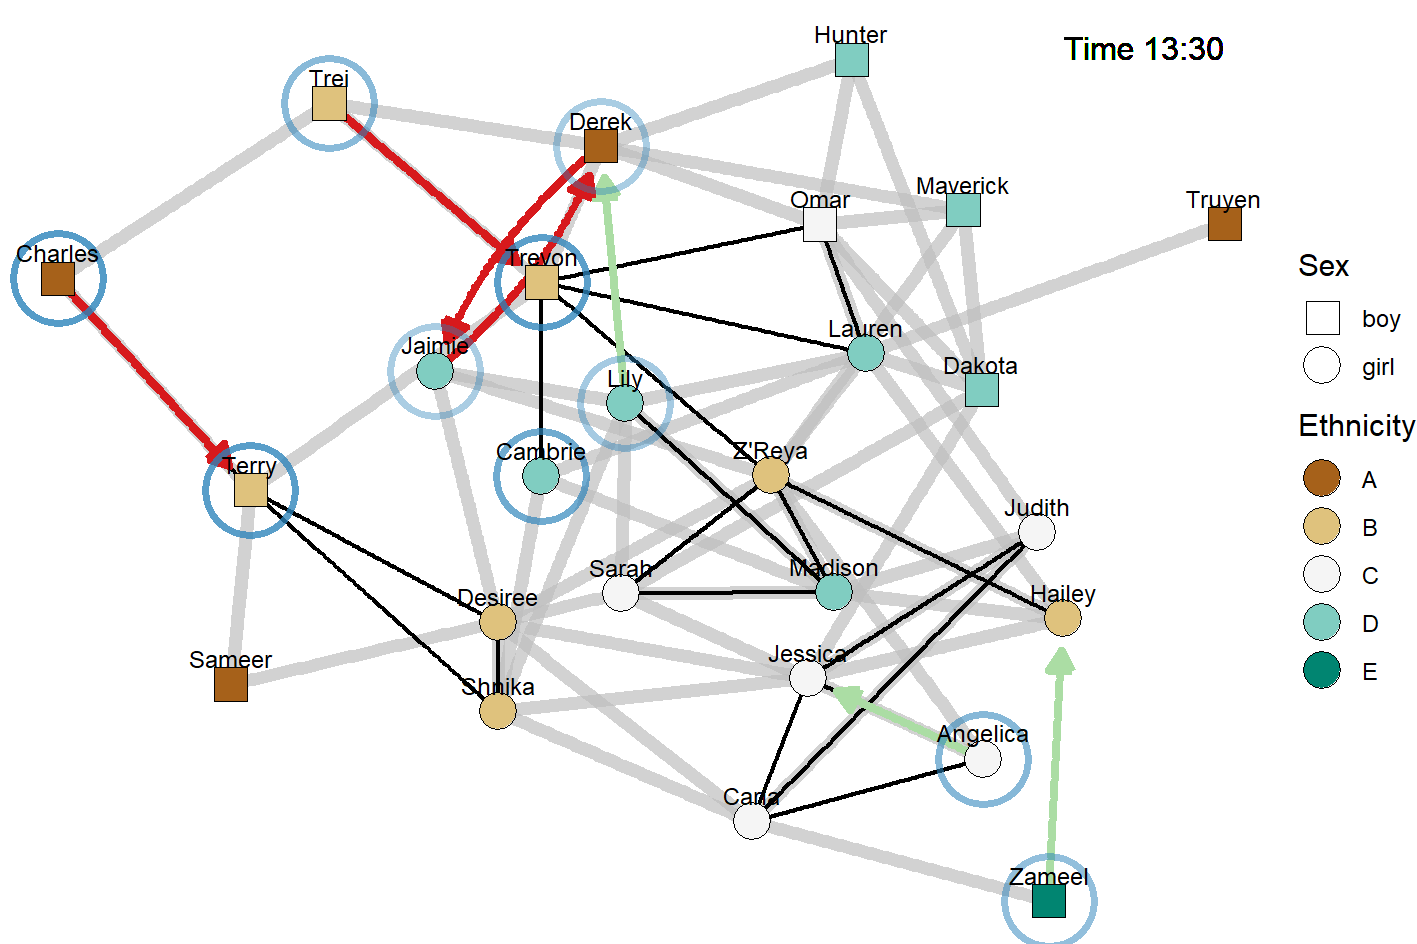 Hunter
Time 13:30
Trei
Derek
Maverick
Omar
Truyen
Charles
Trevon
Sex
boy
girl
Lauren
Jaimie
Dakota
Lily
Ethnicity
A
B
C
D
E
Cambrie
Z'Reya
Terry
Judith
Sarah
Madison
Hailey
Desiree
Sameer
Jessica
Shnika
Angelica
Cana
Zameel